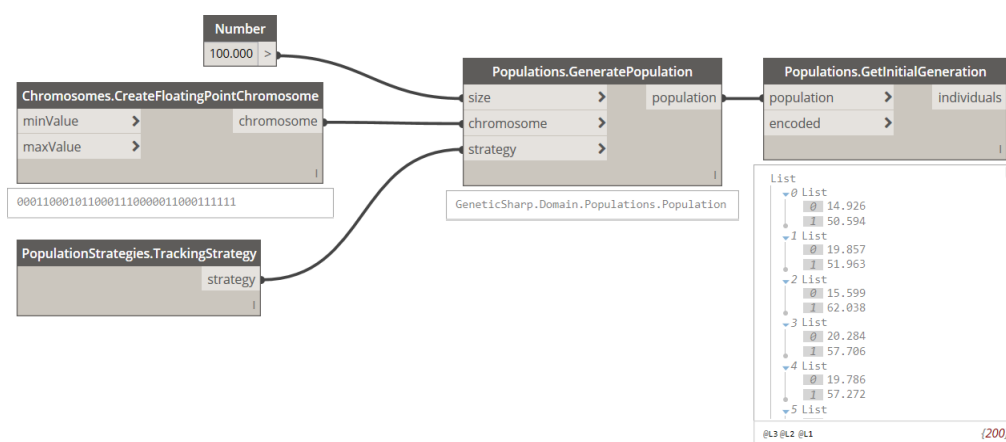 Number
100.000 >
Chromosomes.CreateFloatingPointChromosome
minValue > chromosome
maxValue >
00011000101100011100000110001111111
PopulationStrategies.TrackingStrategy
strategy
Populations.GeneratePopulation
size > population
chromosome >
strategy >
GeneticSharp.Domain.Populations.Population
Populations.GetInitialGeneration
population > individuals
encoded >
List
0 List
0 14.926
1 50.594
1 List
0 19.857
1 51.963
2 List
0 15.599
1 62.038
3 List
0 20.284
1 57.706
4 List
0 19.786
1 57.272
5 List
@L3 @L2 @L1 {200